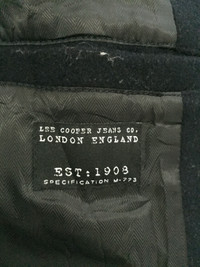 LEE COOPER JEANS CO.
LONDON ENGLAND
EST:1908
SPECIFICATION W-773